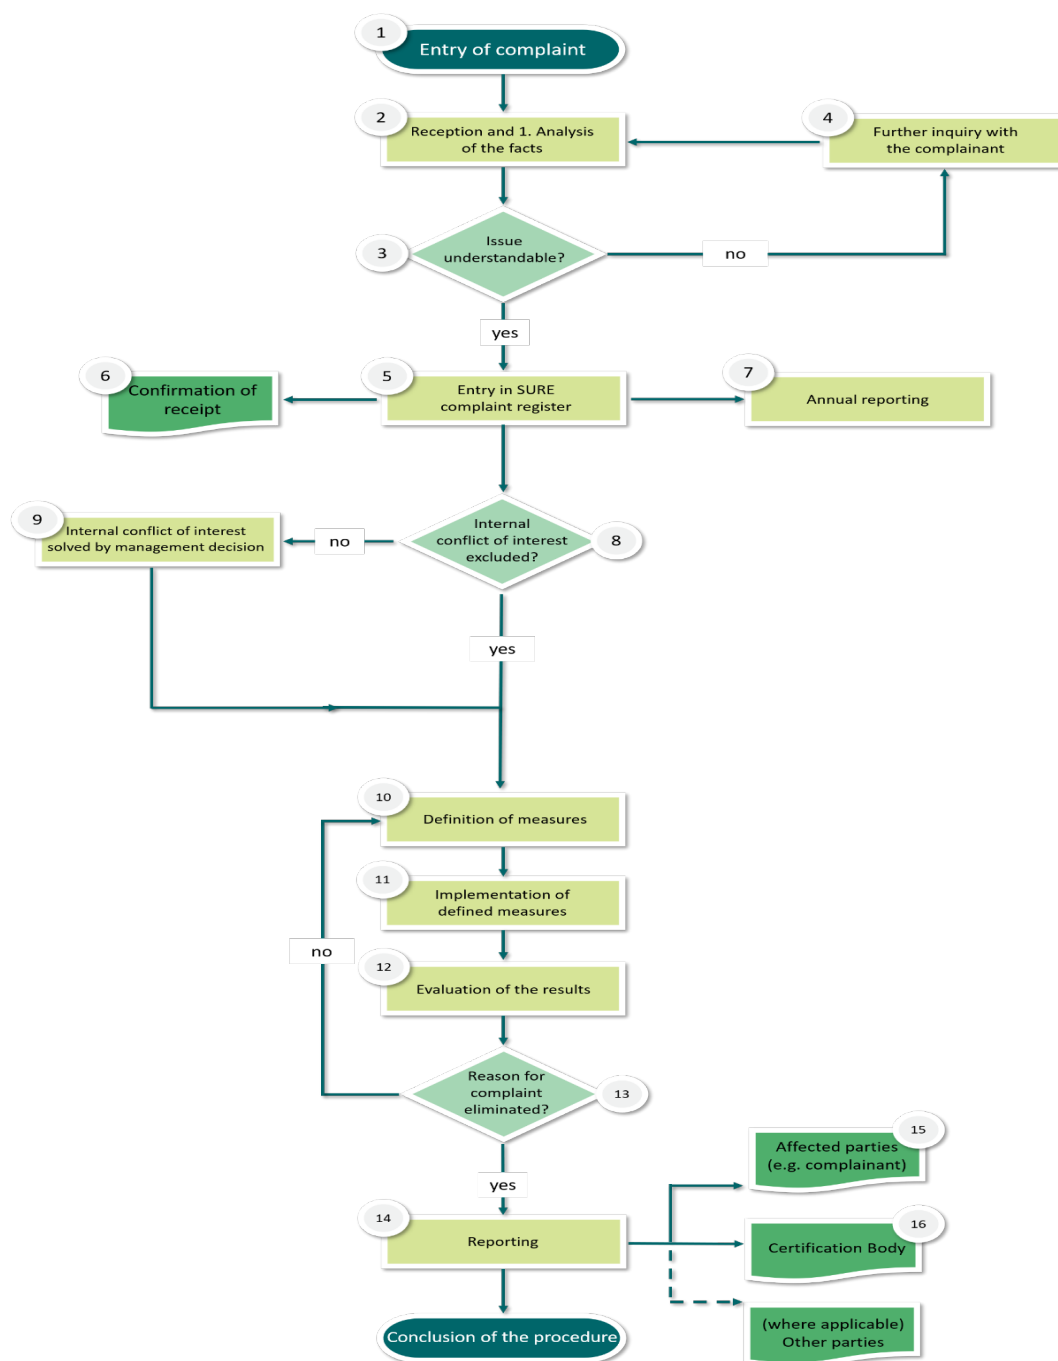 1
Entry of complaint
2
Reception and 1. Analysis
of the facts
4
Further inquiry with
the complainant
3
Issue
understandable?
no
yes
6
Confirmation of
receipt
5
Entry in SURE
complaint register
7
Annual reporting
9
Internal conflict of interest
solved by management decision
no
Internal
conflict of interest
excluded?
8
yes
10
Definition of measures
11
Implementation of
defined measures
no
12
Evaluation of the results
Reason for
complaint
eliminated?
13
yes
15
Affected parties
(e.g. complainant)
14
Reporting
16
Certification Body
Conclusion of the procedure
(where applicable)
Other parties